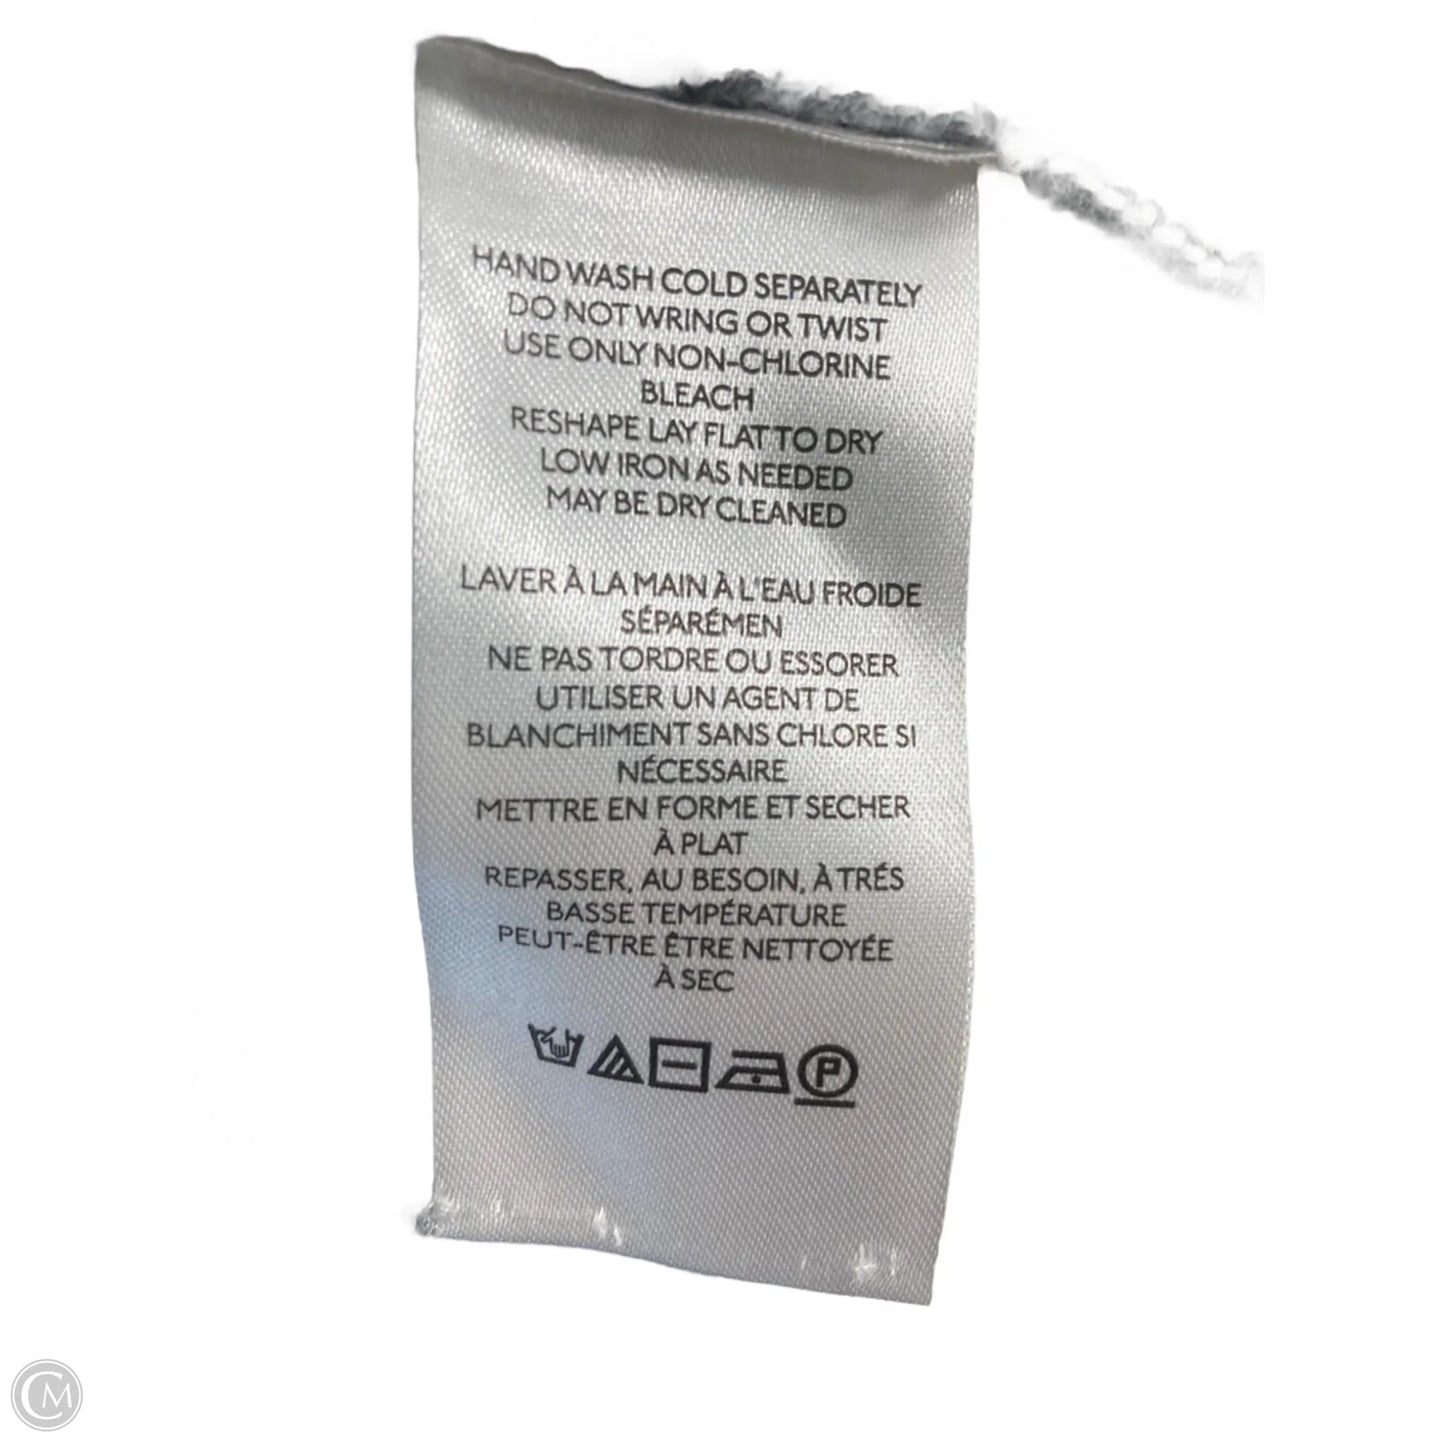 HAND WASH COLD SEPARATELY
DO NOT WRING OR TWIST
USE ONLY NON-CHLORINE
BLEACH
RESHAPE LAY FLAT TO DRY
LOW IRON AS NEEDED
MAY BE DRY CLEANED
LAVER À LA MAIN À L'EAU FROIDE
SÉPARÉMEN
NE PAS TORDRE OU ESSORER
UTILISER UN AGENT DE
BLANCHIMENT SANS CHLORE SI
NÉCESSAIRE
METTRE EN FORME ET SECHER
À PLAT
REPASSER, AU BESOIN, À TRÉS
BASSE TEMPÉRATURE
PEUT-ÊTRE ÊTRE NETTOYÉE
À SEC
P
CM